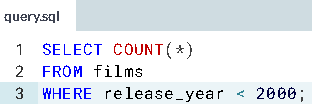 query.sql
1 SELECT COUNT(*)
2 FROM films
3 WHERE release_year < 2000;